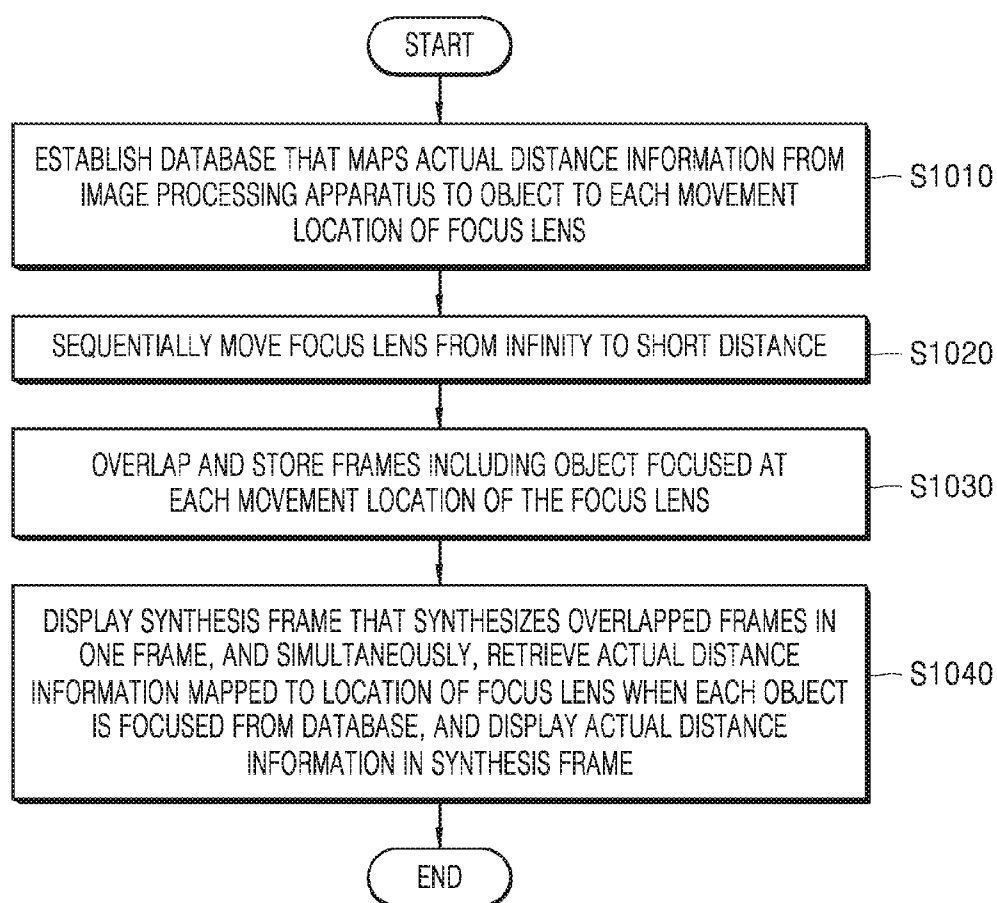 START
ESTABLISH DATABASE THAT MAPS ACTUAL DISTANCE INFORMATION FROM
IMAGE PROCESSING APPARATUS TO OBJECT TO EACH MOVEMENT
LOCATION OF FOCUS LENS
S1010
SEQUENTIALLY MOVE FOCUS LENS FROM INFINITY TO SHORT DISTANCE
S1020
OVERLAP AND STORE FRAMES INCLUDING OBJECT FOCUSED AT
EACH MOVEMENT LOCATION OF THE FOCUS LENS
S1030
DISPLAY SYNTHESIS FRAME THAT SYNTHESIZES OVERLAPPED FRAMES IN
ONE FRAME, AND SIMULTANEOUSLY, RETRIEVE ACTUAL DISTANCE
INFORMATION MAPPED TO LOCATION OF FOCUS LENS WHEN EACH OBJECT
IS FOCUSED FROM DATABASE, AND DISPLAY ACTUAL DISTANCE
INFORMATION IN SYNTHESIS FRAME
S1040
END